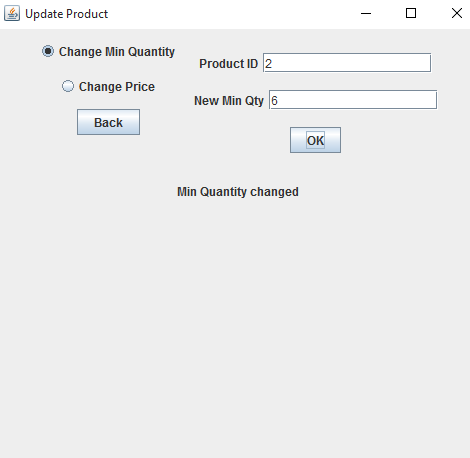 Update Product
Change Min Quantity
Product ID 2
Change Price
New Min Qty 6
Back
OK
Min Quantity changed